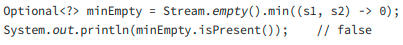 Optional<?> minEmpty = Stream.empty().min((s1, s2) -> 0);
System.out.println(minEmpty.isPresent());    // false